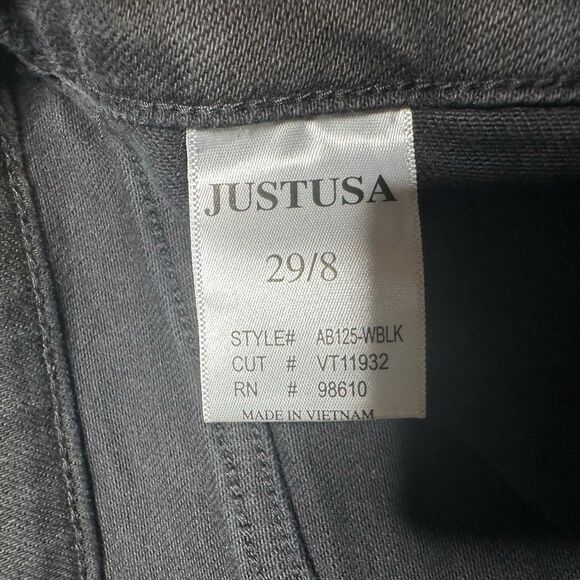 JUSTUSA
29/8
STYLE# AB125-WBLK
CUT # VT11932
RN # 98610
MADE IN VIETNAM